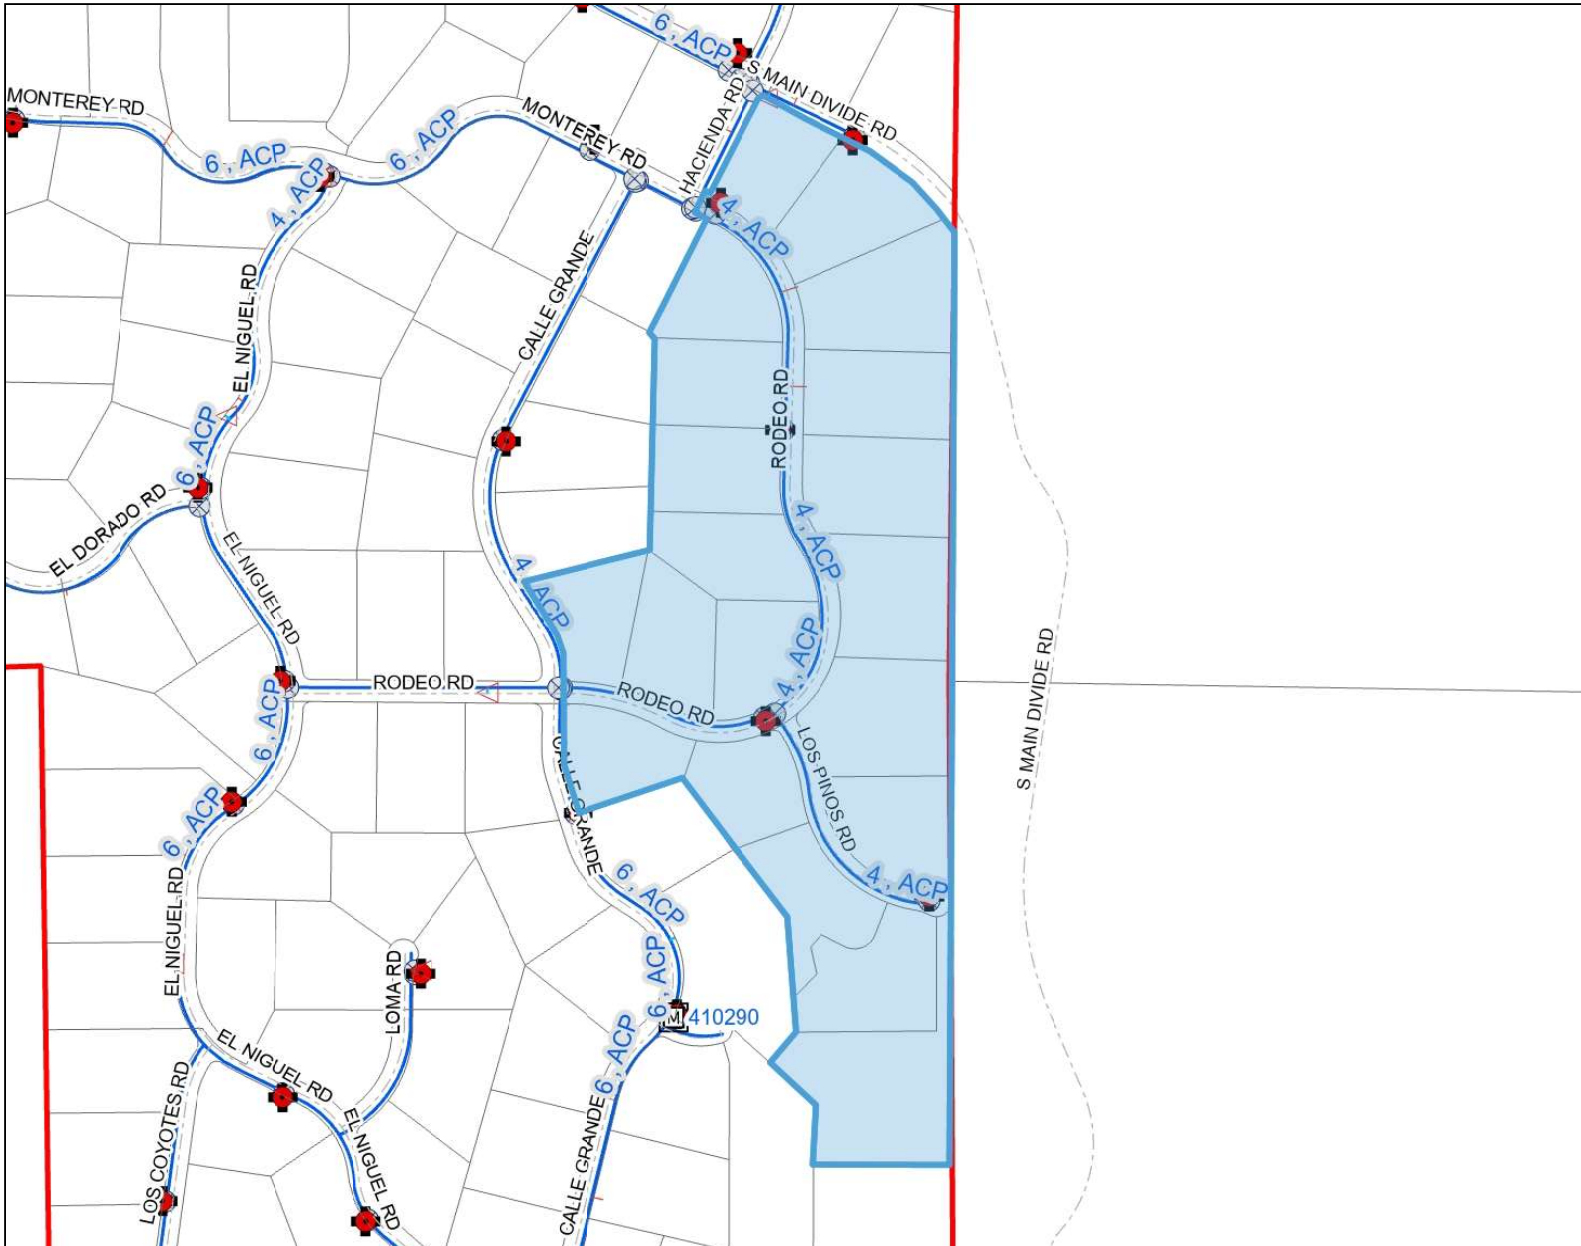 6 , ACP
S MAIN DIVIDE RD
MONTEREY RD
6 , ACP
6 , ACP
MONTEREY RD
HACIENDA RD
4 , ACP
4 , ACP
CALLE GRANDE
EL NIGUEL RD
RODEO RD
6 , ACP
EL DORADO RD
4 , ACP
EL NIGUEL RD
4 , ACP
4 , ACP
RODEO RD
RODEO RD
6 , ACP
S MAIN DIVIDE RD
CALLE GRANDE
LOS PINOS RD
6 , ACP
6 , ACP
4 , ACP
EL NIGUEL RD
LOMA RD
6 , ACP
M 410290
6 , ACP
EL NIGUEL RD
LOS COYOTES RD
EL NIGUEL RD
CALLE GRANDE